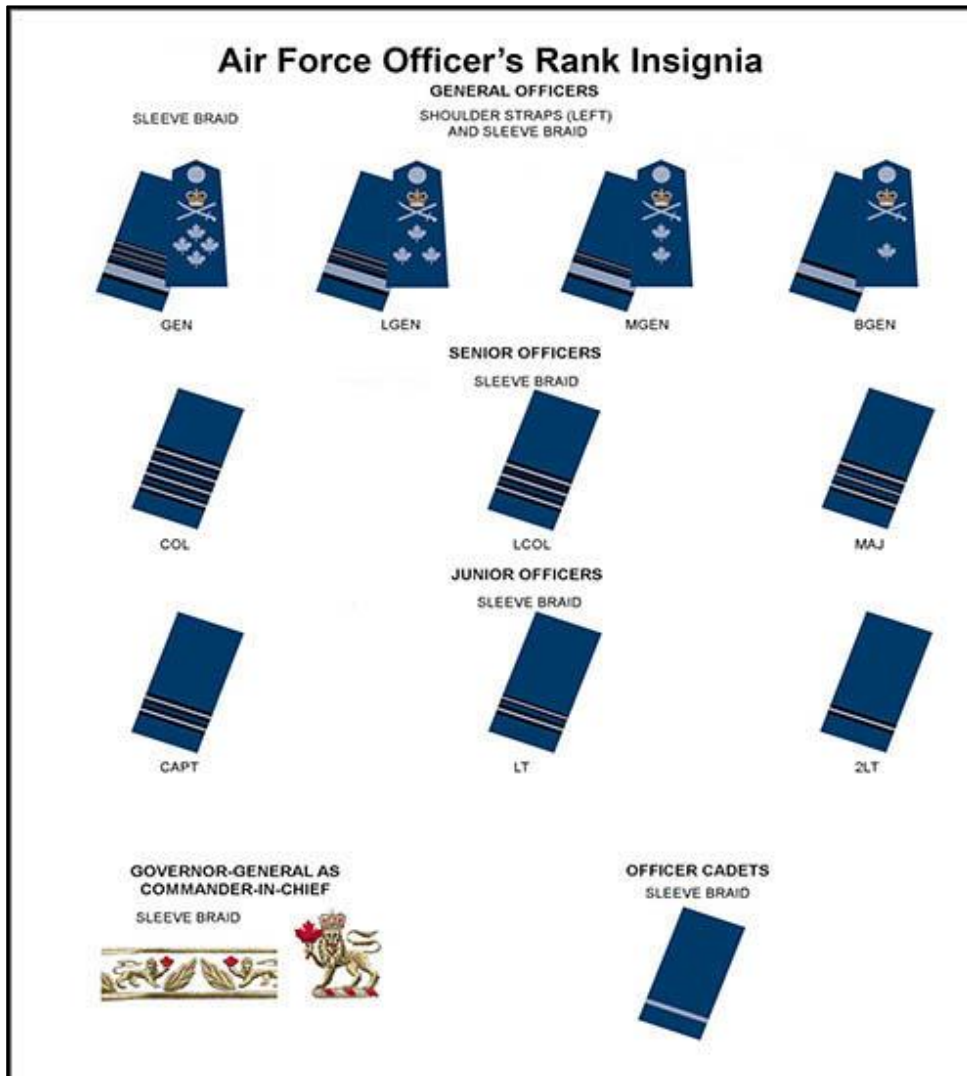 Air Force Officer's Rank Insignia
GENERAL OFFICERS
SLEEVE BRAID
SHOULDER STRAPS (LEFT)
AND SLEEVE BRAID
GEN
LGEN
MGEN
BGEN
SENIOR OFFICERS
SLEEVE BRAID
COL
LCOL
MAJ
JUNIOR OFFICERS
SLEEVE BRAID
CAPT
LT
2LT
GOVERNOR-GENERAL AS
COMMANDER-IN-CHIEF
SLEEVE BRAID
OFFICER CADETS
SLEEVE BRAID